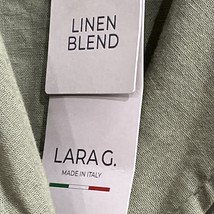 LINEN
BLEND
LARA G.
MADE IN ITALY